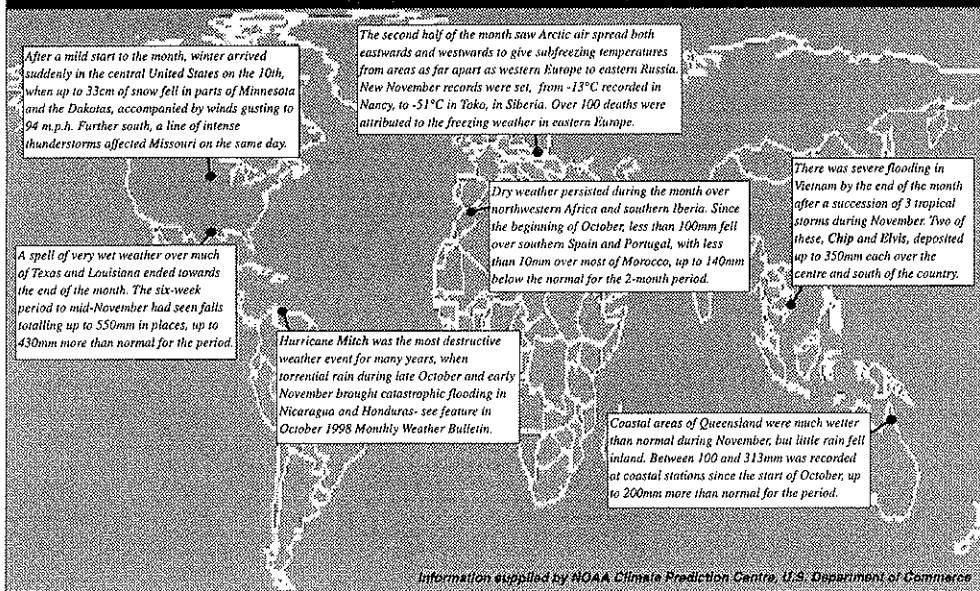 After a mild start to the month, winter arrived
suddenly in the central United States on the 10th,
when up to 33cm of snow fell in parts of Minnesota
and the Dakotas, accompanied by winds gusting to
94 m.p.h. Further south, a line of intense
thunderstorms affected Missouri on the same day.
The second half of the month saw Arctic air spread both
eastwards and westwards to give subfreezing temperatures
from areas as far apart as western Europe to eastern Russia.
New November records were set, from -13°C recorded in
Nancy, to -51°C in Toko, in Siberia. Over 100 deaths were
attributed to the freezing weather in eastern Europe.
There was severe flooding in
Vietnam by the end of the month
after a succession of 3 tropical
storms during November. Two of
these, Chip and Elvis, deposited
up to 350mm each over the
centre and south of the country.
Dry weather persisted during the month over
northwestern Africa and southern Iberia. Since
the beginning of October, less than 100mm fell
over southern Spain and Portugal, with less
than 10mm over most of Morocco, up to 140mm
below the normal for the 2-month period.
A spell of very wet weather over much
of Texas and Louisiana ended towards
the end of the month. The six-week
period to mid-November had seen falls
totalling up to 550mm in places, up to
430mm more than normal for the period.
Hurricane Mitch was the most destructive
weather event for many years, when
torrential rain during late October and early
November brought catastrophic flooding in
Nicaragua and Honduras- see feature in
October 1998 Monthly Weather Bulletin.
Coastal areas of Queensland were much wetter
than normal during November, but little rain fell
inland. Between 100 and 313mm was recorded
at coastal stations since the start of October, up
to 200mm more than normal for the period.
Information supplied by NOAA Climate Prediction Centre, U.S. Department of Commerce